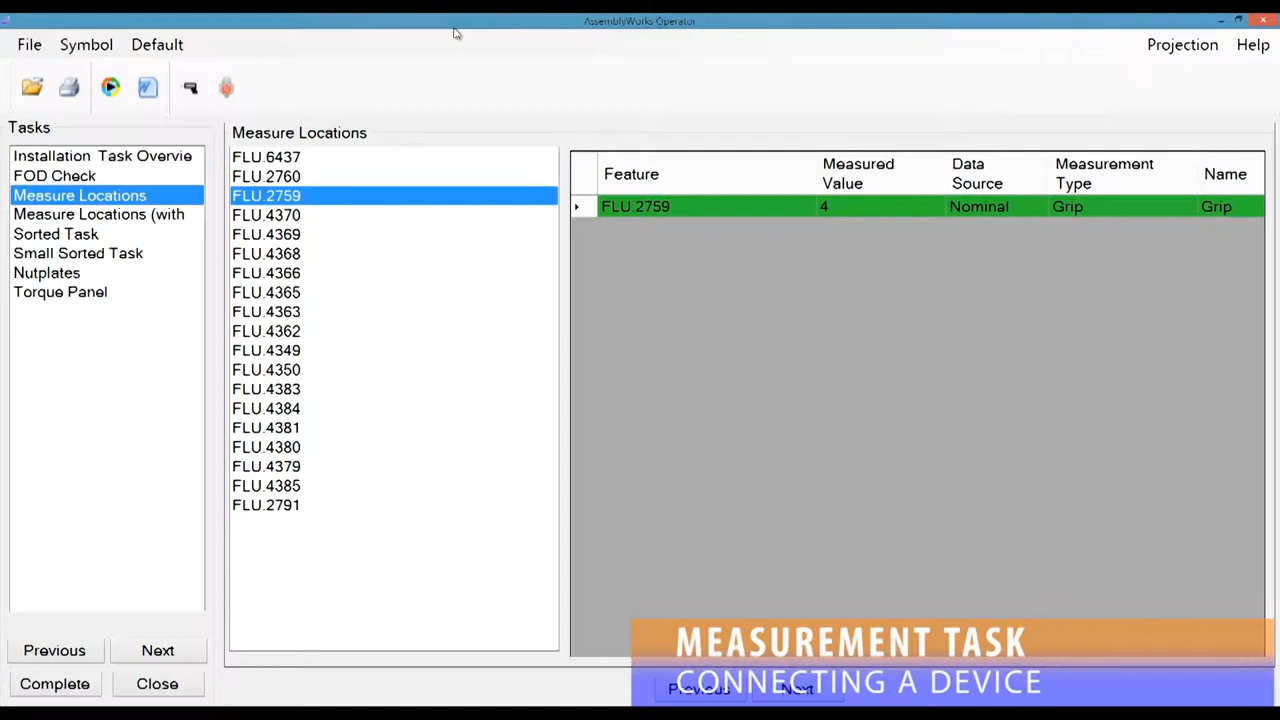 AssemblyWorks Operator
File Symbol Default Projection Help
Tasks
Installation Task Overvie
FOD Check
Measure Locations
Measure Locations (with
Sorted Task
Small Sorted Task
Nutplates
Torque Panel
Previous Next
Complete Close
Measure Locations
FLU.6437
FLU.2760
FLU.2759
FLU.4370
FLU.4369
FLU.4368
FLU.4366
FLU.4365
FLU.4363
FLU.4362
FLU.4349
FLU.4350
FLU.4383
FLU.4384
FLU.4381
FLU.4380
FLU.4379
FLU.4385
FLU.2791
Feature Measured Value Data Source Measurement Type Name
FLU.2759 4 Nominal Grip Grip
MEASUREMENT TASK
CONNECTING A DEVICE
Previous Next